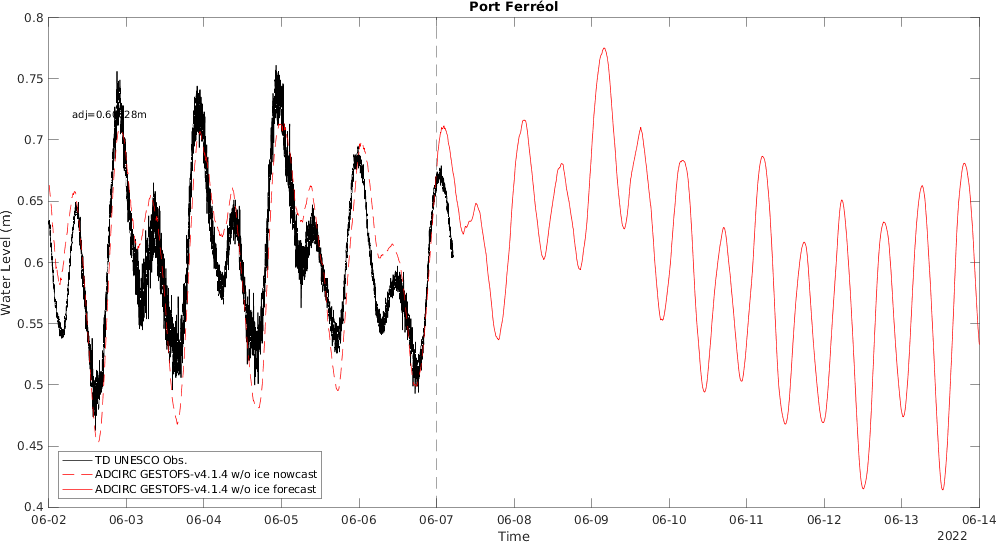 Port Ferréol
0.8
0.75
0.7
0.65
0.6
0.55
0.5
0.45
0.4
Water Level (m)
TD UNESCO Obs.
ADCIRC GESTOFS-v4.1.4 w/o ice nowcast
ADCIRC GESTOFS-v4.1.4 w/o ice forecast
06-02 06-03 06-04 06-05 06-06 06-07 06-08 06-09 06-10 06-11 06-12 06-13 06-14
Time
2022